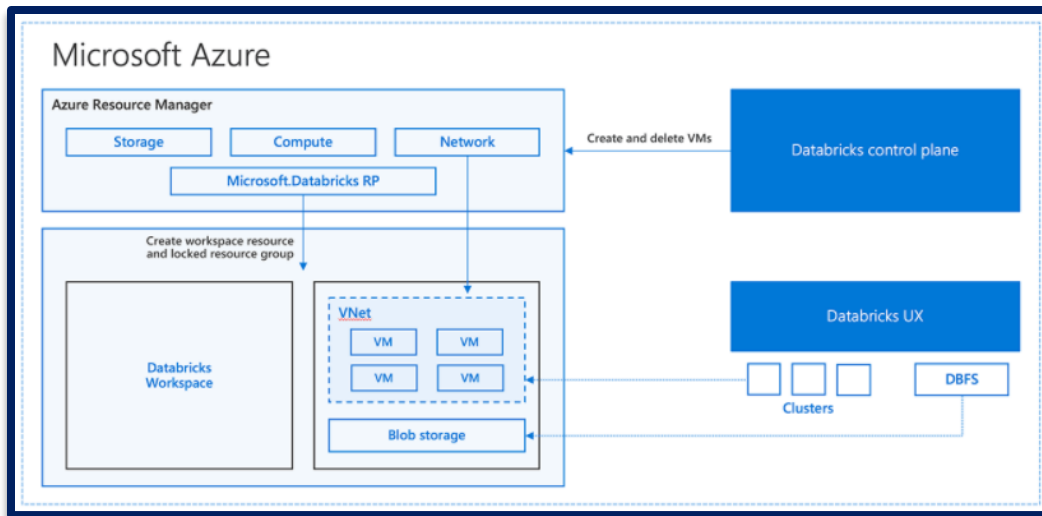 Microsoft Azure
Azure Resource Manager
Storage
Compute
Network
Microsoft.Databricks RP
Create and delete VMs
Databricks control plane
Create workspace resource
and locked resource group
Databricks
Workspace
VNet
VM
VM
VM
VM
Blob storage
Databricks UX
Clusters
DBFS